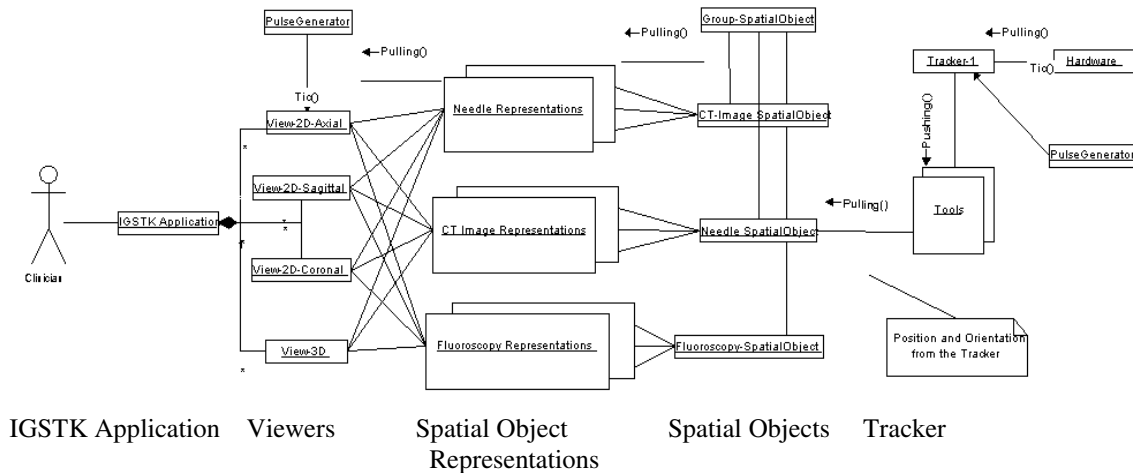 PulseGenerator
Group-SpatialObject
Pulling()
Pulling()
Pulling()
Tracker-1
Hardware
Tic()
Tic()
Needle Representations
CT-Image SpatialObject
View-2D-Axial
*
Pushing()
PulseGenerator
View-2D-Sagittal
Tools
Pulling()
IGSTK Application
*
*
CT Image Representations
Needle SpatialObject
*
View-2D-Coronal
Clinician
Position and Orientation
from the Tracker
View-3D
Fluoroscopy Representations
Fluoroscopy-SpatialObject
*
IGSTK Application Viewers Spatial Object Spatial Objects Tracker
Representations